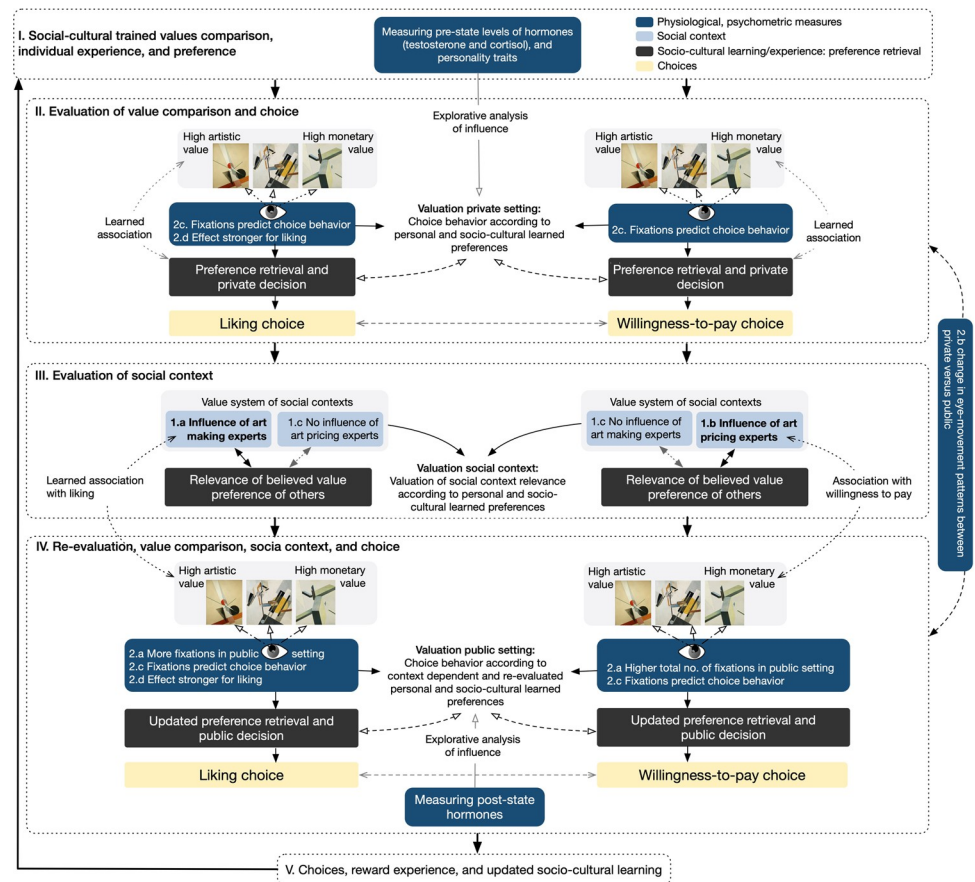 I. Social-cultural trained values comparison,
individual experience, and preference
Measuring pre-state levels of hormones
(testosterone and cortisol), and
personality traits
Physiological, psychometric measures
Social context
Socio-cultural learning/experience: preference retrieval
Choices
II. Evaluation of value comparison and choice
Explorative analysis
of influence
High artistic
value
High monetary
value
High artistic
value
High monetary
value
Learned
association
2c. Fixations predict choice behavior
2.d Effect stronger for liking
Valuation private setting:
Choice behavior according to
personal and socio-cultural learned
preferences
2c. Fixations predict choice behavior
Learned
association
Preference retrieval and
private decision
Preference retrieval and private
decision
Liking choice
Willingness-to-pay choice
2.b change in eye-movement patterns between
private versus public
III. Evaluation of social context
Value system of social contexts
1.a Influence of art
making experts
1.c No influence of
art pricing experts
Value system of social contexts
1.c No influence of
art making experts
1.b Influence of art
pricing experts
Learned association
with liking
Relevance of believed value
preference of others
Valuation social context:
Valuation of social context relevance
according to personal and socio-
cultural learned preferences
Relevance of believed value
preference of others
Association with
willingness to pay
IV. Re-evaluation, value comparison, socia context, and choice
High artistic
value
High monetary
value
High artistic
value
High monetary
value
2.a More fixations in public setting
2.c Fixations predict choice behavior
2.d Effect stronger for liking
Valuation public setting:
Choice behavior according to
context dependent and re-evaluated
personal and socio-cultural learned
preferences
2.a Higher total no. of fixations in public setting
2.c Fixations predict choice behavior
Updated preference retrieval and
public decision
Explorative analysis
of influence
Updated preference retrieval and
public decision
Liking choice
Willingness-to-pay choice
Measuring post-state
hormones
V. Choices, reward experience, and updated socio-cultural learning